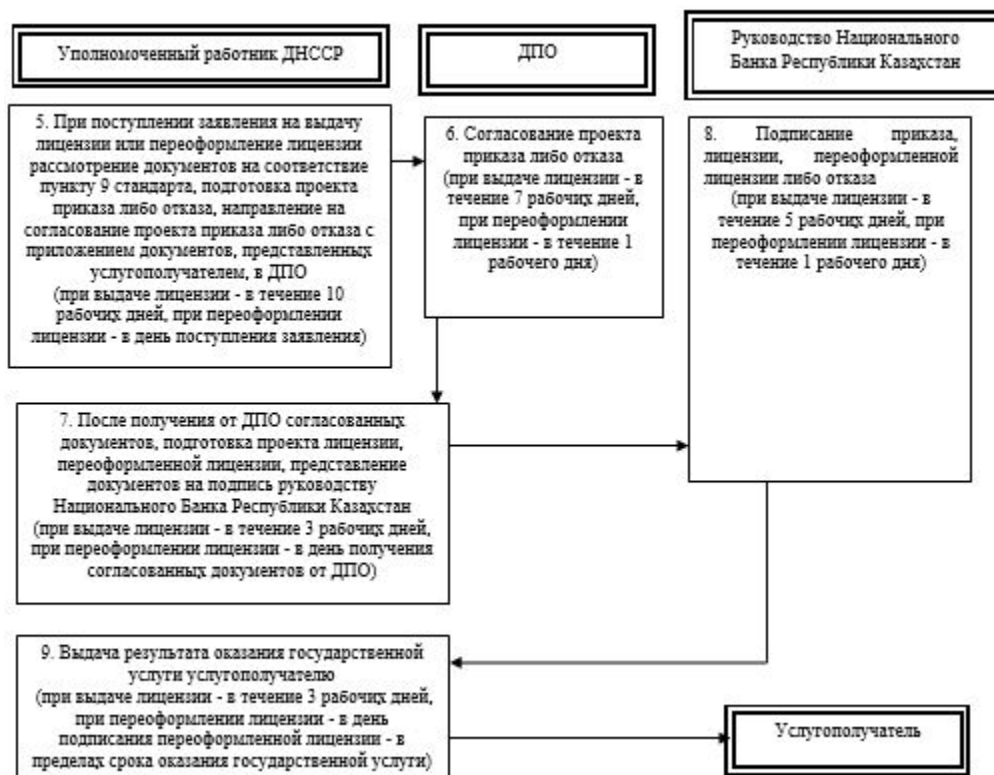 Уполномоченный работник ДНССР
ДПО
Руководство Национального
Банка Республики Казахстан
5. При поступлении заявления на выдачу
лицензии или переоформление лицензии
рассмотрение документов на соответствие
пункту 9 стандарта, подготовка проекта
приказа либо отказа, направление на
согласование проекта приказа либо отказа с
приложением документов, представленных
услугополучателем, в ДПО
(при выдаче лицензии - в течение 10
рабочих дней, при переоформлении
лицензии - в день поступления заявления)
6. Согласование проекта
приказа либо отказа
(при выдаче лицензии - в
течение 7 рабочих дней,
при переоформлении
лицензии - в течение 1
рабочего дня)
8. Подписание приказа,
лицензии, переоформленной
лицензии либо отказа
(при выдаче лицензии - в
течение 5 рабочих дней, при
переоформлении лицензии - в
течение 1 рабочего дня)
7. После получения от ДПО согласованных
документов, подготовка проекта лицензии,
переоформленной лицензии, представление
документов на подпись руководству
Национального Банка Республики Казахстан
(при выдаче лицензии - в течение 3 рабочих дней,
при переоформлении лицензии - в день получения
согласованных документов от ДПО)
9. Выдача результата оказания государственной
услуги услугополучателю
(при выдаче лицензии - в течение 3 рабочих дней,
при переоформлении лицензии - в день
подписания переоформленной лицензии - в
пределах срока оказания государственной услуги)
Услугополучатель